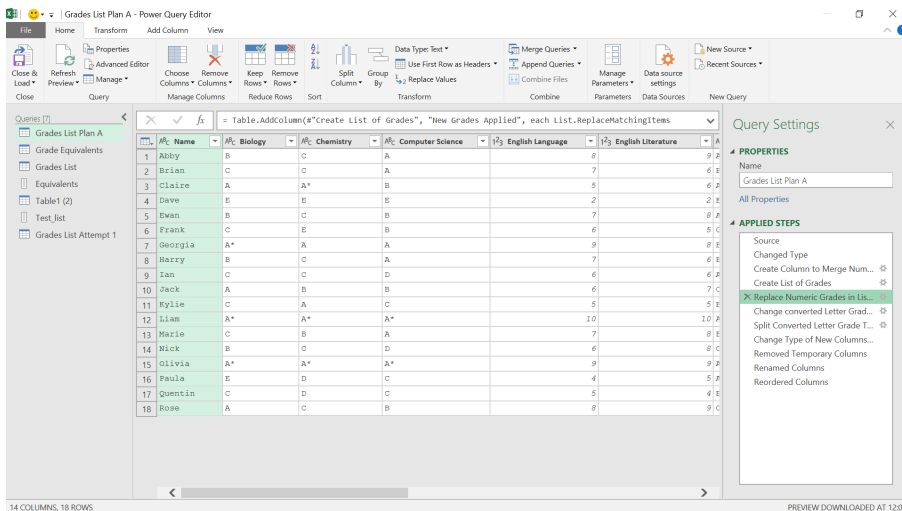 Grades List Plan A - Power Query Editor
File Home Transform Add Column View
Close & Load
Refresh Preview
Properties
Advanced Editor
Manage
Choose Columns
Remove Columns
Keep Rows
Remove Rows
Split Column
Group By
Data Type: Text
Use First Row as Headers
Replace Values
Merge Queries
Append Queries
Combine Files
Manage Parameters
Data source settings
New Source
Recent Sources
Close Query Manage Columns Reduce Rows Sort Transform Combine Parameters Data Sources New Query
Queries [7]
Grades List Plan A
Grade Equivalents
Grades List
Equivalents
Table1 (2)
Test_list
Grades List Attempt 1
fx = Table.AddColumn(#"Create List of Grades", "New Grades Applied", each List.ReplaceMatchingItems
Name Biology Chemistry Computer Science English Language English Literature
1 Abby B C A 8 9
2 Brian C C A 7 6
3 Claire A A* B 5 6
4 Dave E E E 2 2
5 Ewan B C B 7 8
6 Frank C E B 6 5
7 Georgia A* A A 9 8
8 Harry B C A 7 6
9 Ian C C D 6 6
10 Jack A B B 6 7
11 Kylie C A C 5 5
12 Liam A* A* A* 10 10
13 Marie C B A 7 8
14 Nick B C D 6 8
15 Olivia A* A* A* 9 9
16 Paula E D C 4 5
17 Quentin C D C 5 4
18 Rose A C B 8 9
Query Settings
PROPERTIES
Name
Grades List Plan A
All Properties
APPLIED STEPS
Source
Changed Type
Create Column to Merge Num...
Create List of Grades
Replace Numeric Grades in Lis...
Change converted Letter Grad...
Split Converted Letter Grade T...
Change Type of New Columns...
Removed Temporary Columns
Renamed Columns
Reordered Columns
14 COLUMNS, 18 ROWS
PREVIEW DOWNLOADED AT 12:0